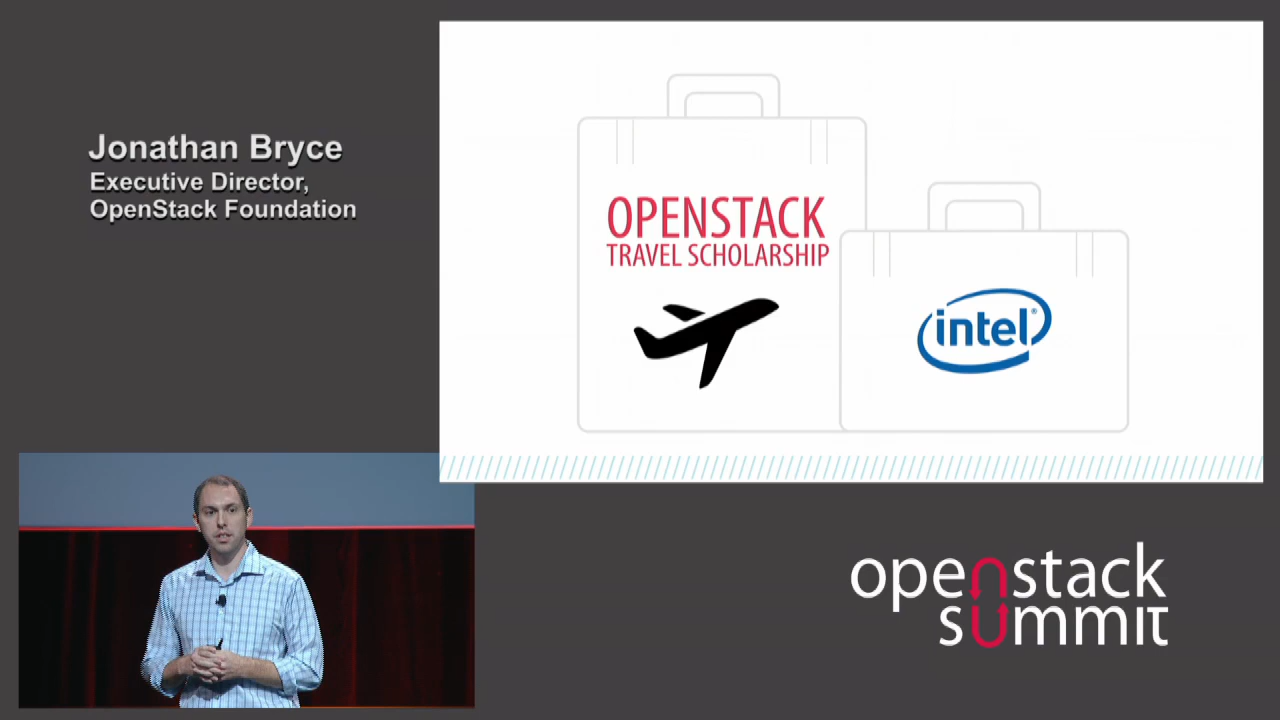 Jonathan Bryce
Executive Director,
OpenStack Foundation
OPENSTACK
TRAVEL SCHOLARSHIP
intel®
openstack
summit